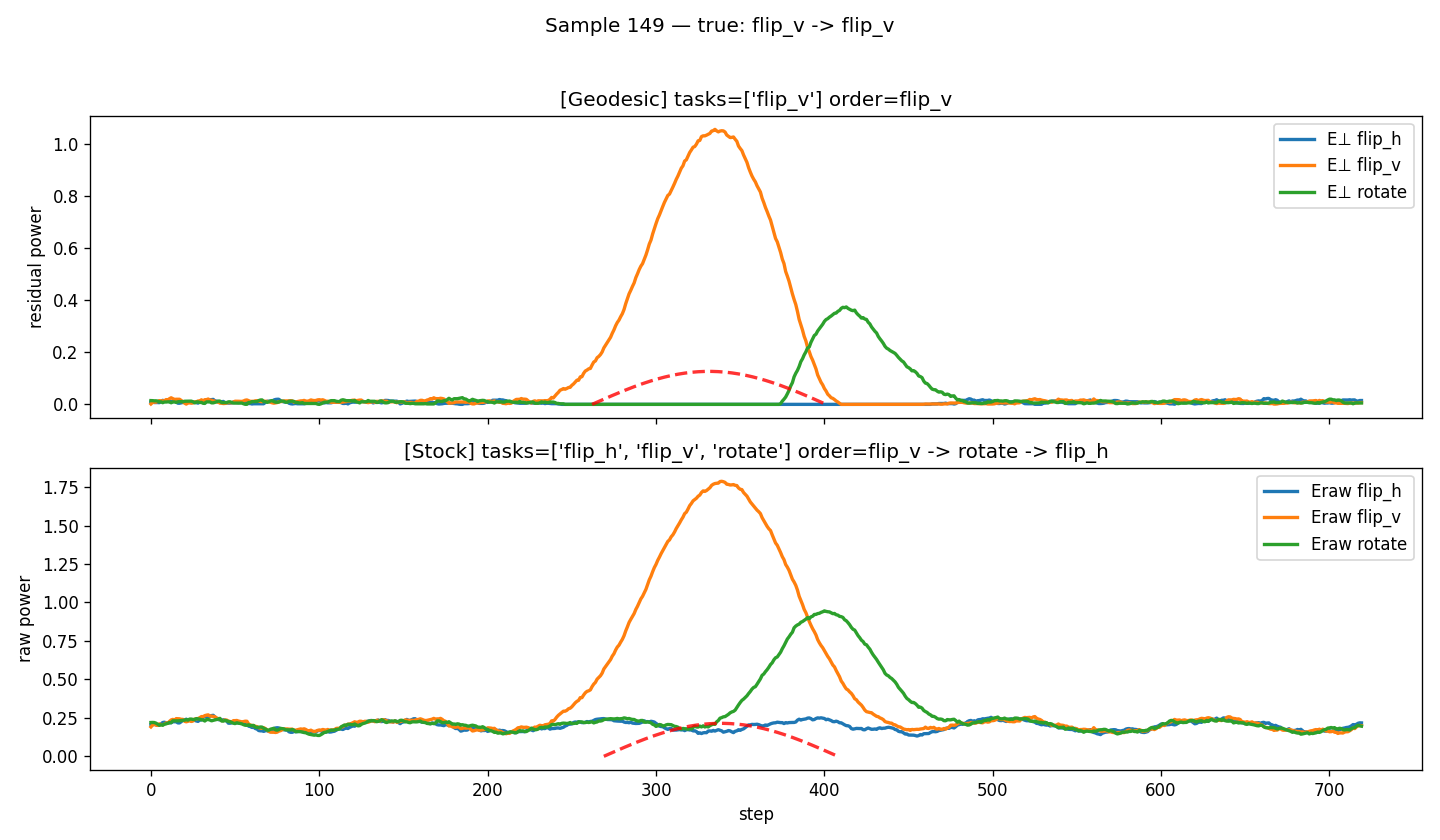 Sample 149 — true: flip_v -> flip_v
[Geodesic] tasks=['flip_v'] order=flip_v
residual power
1.0
0.8
0.6
0.4
0.2
0.0
E⊥ flip_h
E⊥ flip_v
E⊥ rotate
[Stock] tasks=['flip_h', 'flip_v', 'rotate'] order=flip_v -> rotate -> flip_h
raw power
1.75
1.50
1.25
1.00
0.75
0.50
0.25
0.00
Eraw flip_h
Eraw flip_v
Eraw rotate
0 100 200 300 400 500 600 700
step